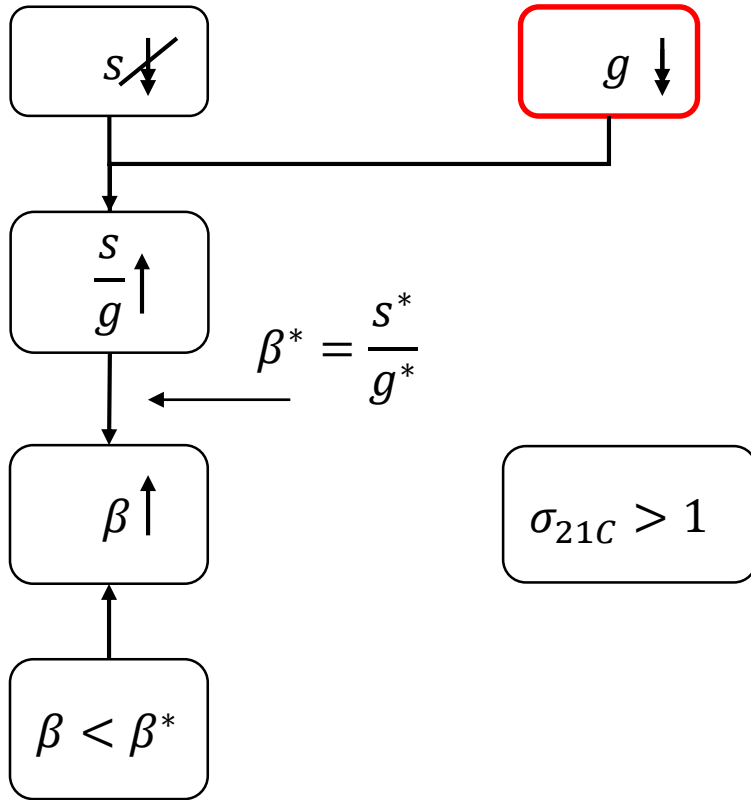 s ↓
g ↓
s/g ↑
β* = s*/g*
β ↑
σ₂₁C > 1
β < β*